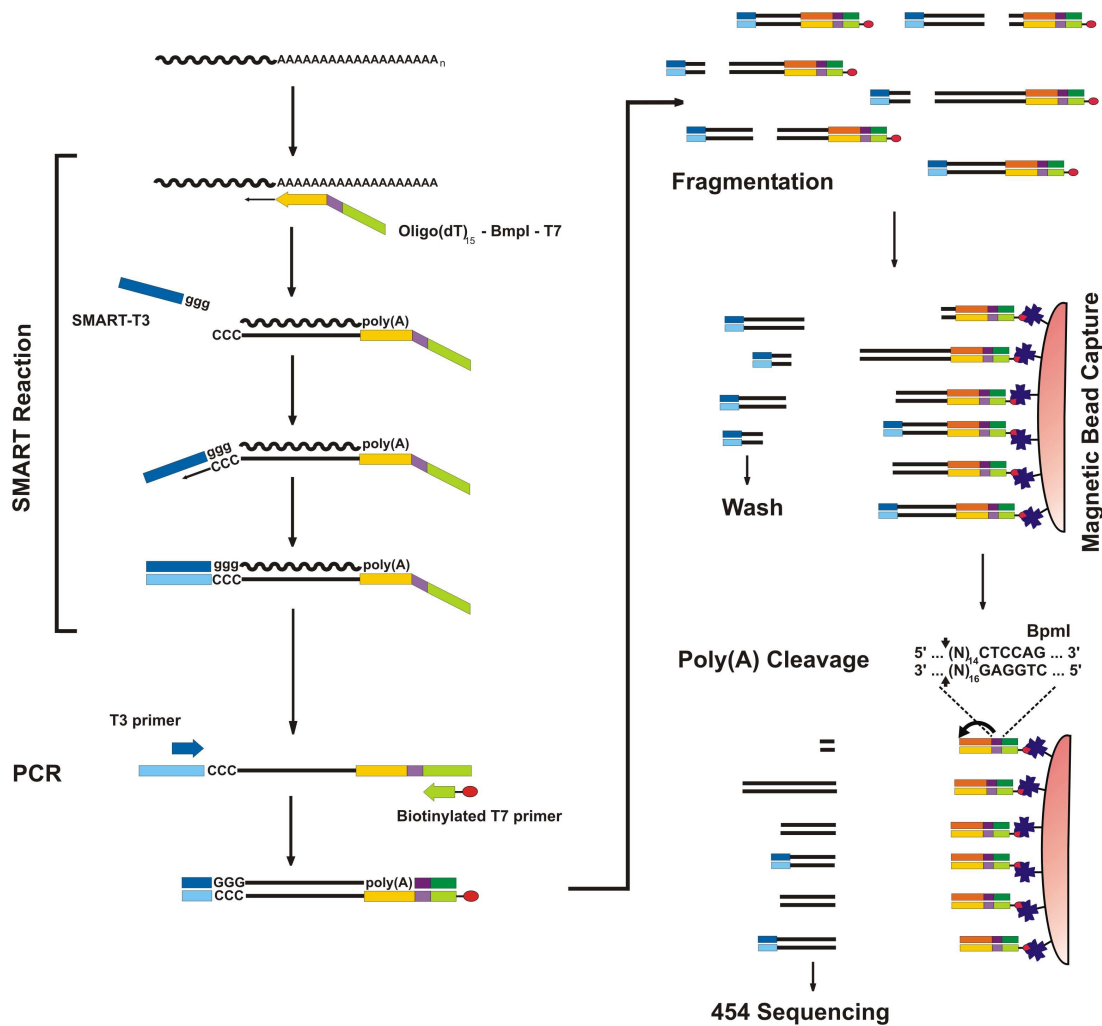 AAAAAAAAAAAAAAAAAAAn
AAAAAAAAAAAAAAAAAAA
Oligo(dT)15 - BmpI - T7
SMART Reaction
ggg
SMART-T3
poly(A)
CCC
ggg
CCC
poly(A)
ggg
CCC
poly(A)
T3 primer
PCR
CCC
Biotinylated T7 primer
GGG
CCC
poly(A)
Fragmentation
Magnetic Bead Capture
Wash
Poly(A) Cleavage
BpmI
5' ... (N)14CTCCAG ... 3'
3' ... (N)16GAGGTC ... 5'
454 Sequencing